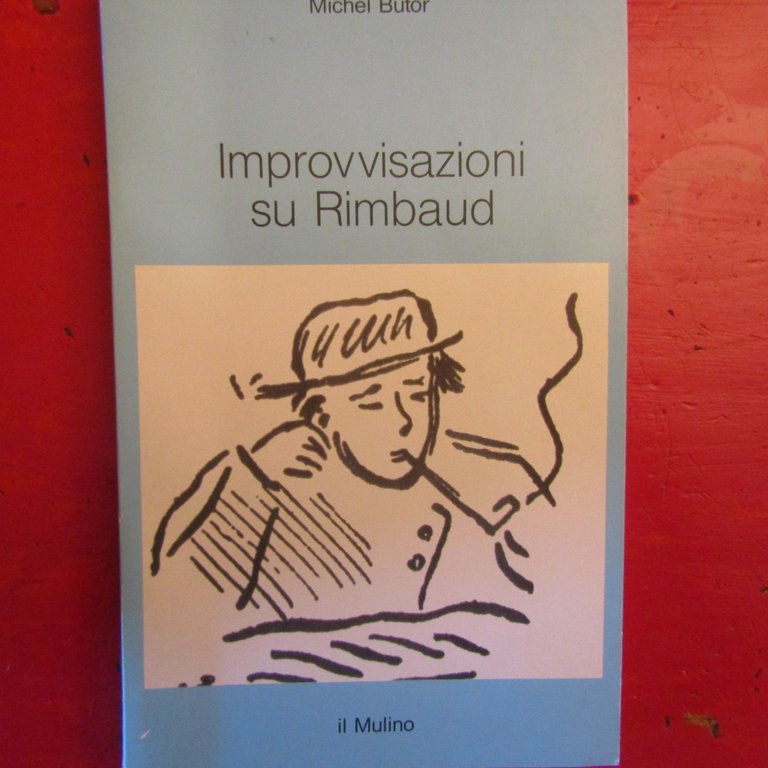 Michel Butor
Improvvisazioni
su Rimbaud
il Mulino